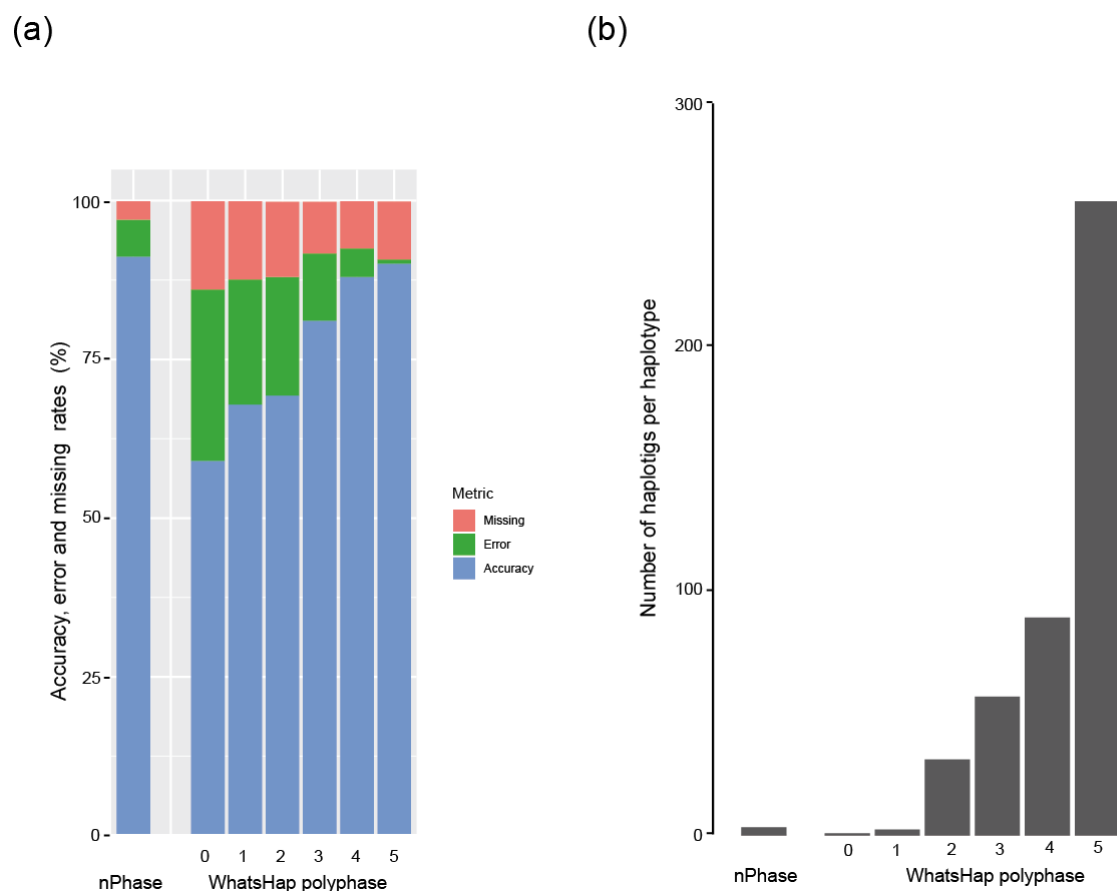 (a)
Accuracy, error and missing rates (%)
100
75
50
25
0
0 1 2 3 4 5
nPhase WhatsHap polyphase
Metric
Missing
Error
Accuracy
(b)
Number of haplotigs per haplotype
300
200
100
0
0 1 2 3 4 5
nPhase WhatsHap polyphase